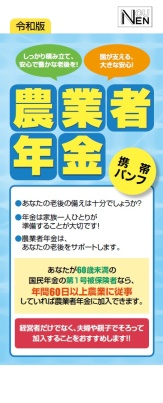 令和版
NOU
NEN
しっかり積み立て、
安心で豊かな老後を!
国が支える、
大きな安心!
農業者
年金
携帯
パンフ
●あなたの老後の備えは十分でしょうか?
●年金は家族一人ひとりが
準備することが大切です!
●農業者年金は、
あなたの老後をサポートします。
あなたが60歳未満の
国民年金の第1号被保険者なら、
年間60日以上農業に従事
していれば農業者年金に加入できます。
経営者だけでなく、夫婦や親子でそろって
加入することをおすすめします!!